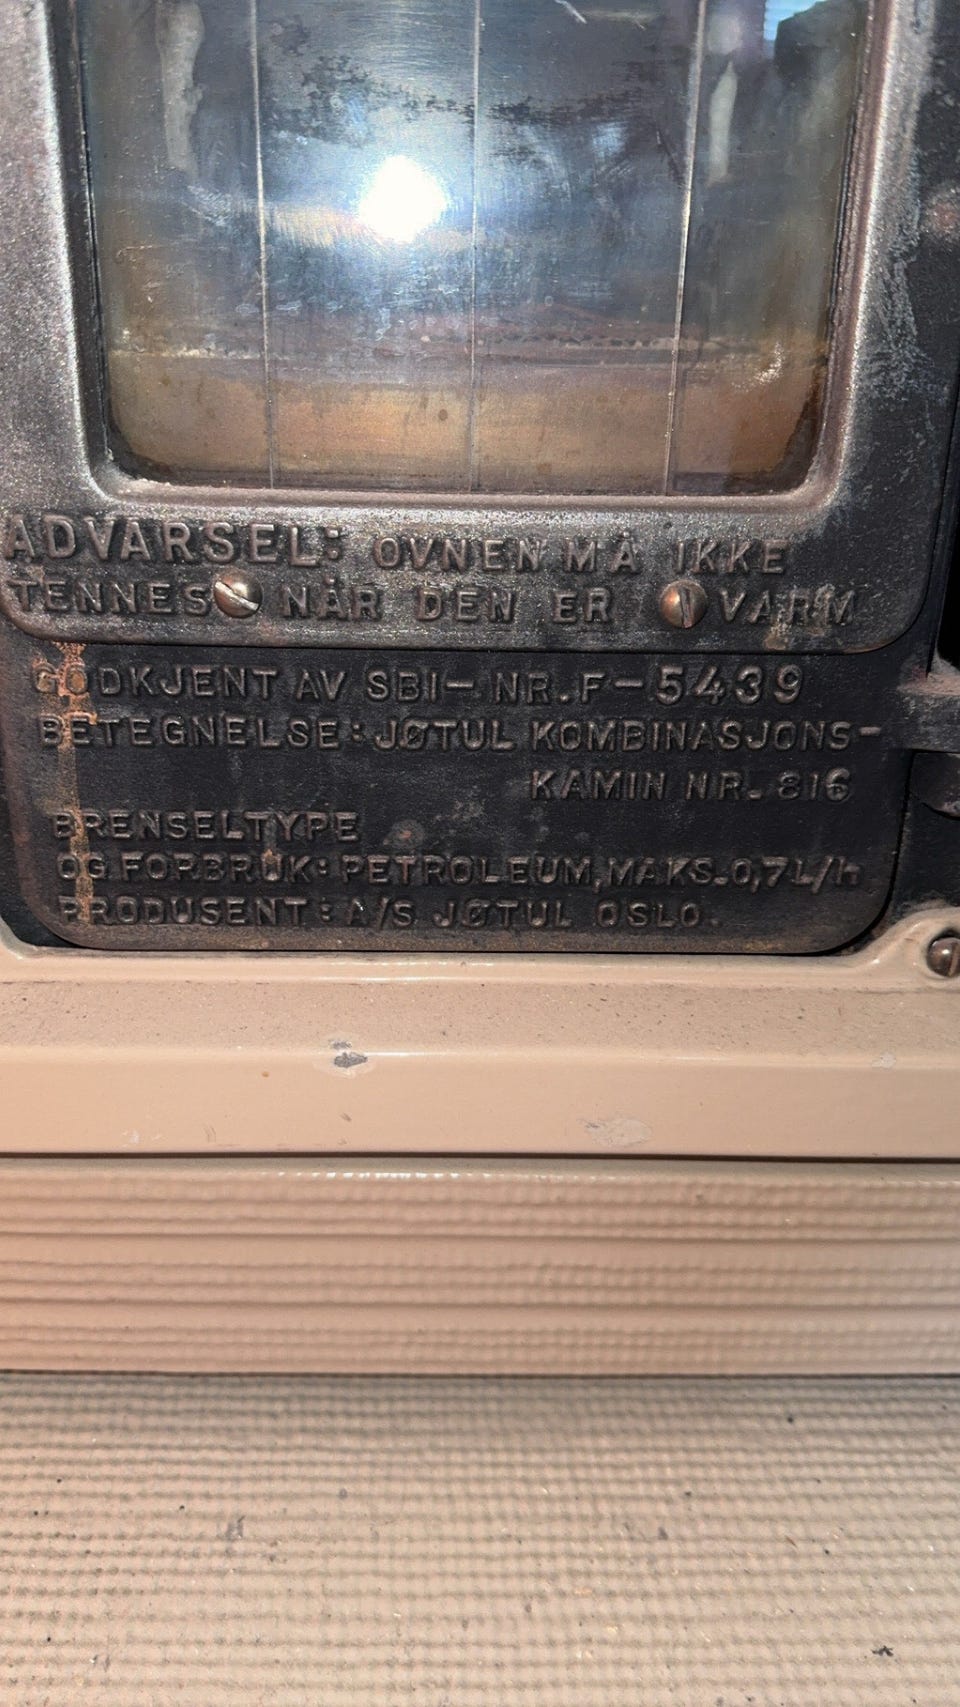 ADVARSEL: OVNEN MÅ IKKE
TENNES NÅR DEN ER VARM
GODKJENT AV SBI- NR. F-5439
BETEGNELSE: JØTUL KOMBINASJONS-
KAMIN NR. 816
BRENSELTYPE
OG FORBRUK: PETROLEUM, MAKS. 0,7 L/h
PRODUSENT: A/S JØTUL OSLO.